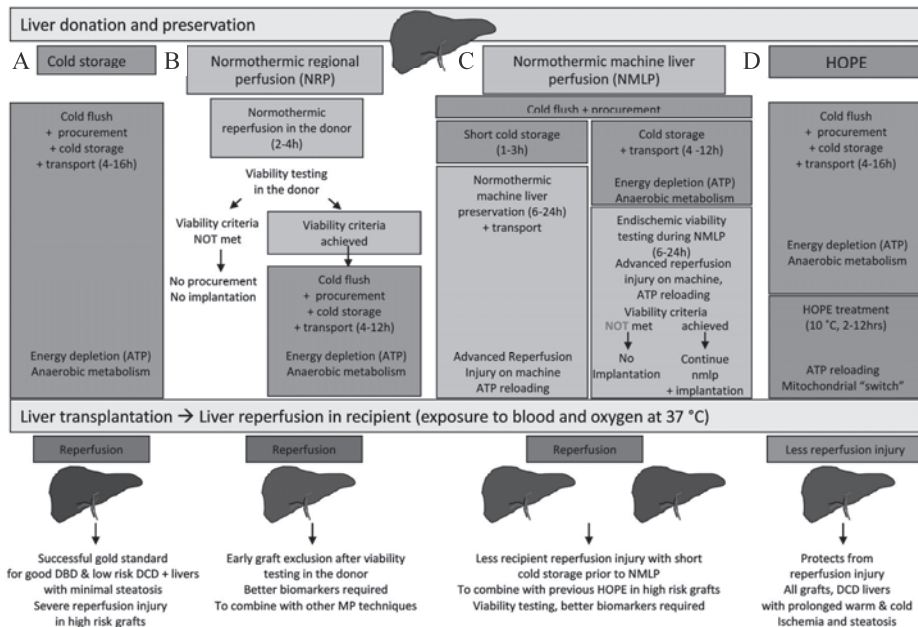 Liver donation and preservation
A
Cold storage
Cold flush
+ procurement
+ cold storage
+ transport (4-16h)
Energy depletion (ATP)
Anaerobic metabolism
B
Normothermic regional
perfusion (NRP)
Normothermic
reperfusion in the donor
(2-4h)
Viability testing
in the donor
Viability criteria
NOT met
No procurement
No implantation
Viability criteria
achieved
Cold flush
+ procurement
+ cold storage
+ transport (4-12h)
Energy depletion (ATP)
Anaerobic metabolism
C
Normothermic machine liver
perfusion (NMLP)
Cold flush + procurement
Short cold storage
(1-3h)
Normothermic
machine liver
preservation (6-24h)
+ transport
Advanced Reperfusion
Injury on machine
ATP reloading
Cold storage
+ transport (4 -12h)
Energy depletion (ATP)
Anaerobic metabolism
Endischemic viability
testing during NMLP
(6-24h)
Advanced reperfusion
injury on machine,
ATP reloading
Viability criteria
NOT met
achieved
No
Implantation
Continue
nmlp
+ implantation
D
HOPE
Cold flush
+ procurement
+ cold storage
+ transport (4-16h)
Energy depletion (ATP)
Anaerobic metabolism
HOPE treatment
(10 ˚C, 2-12hrs)
ATP reloading
Mitochondrial “switch”
Liver transplantation → Liver reperfusion in recipient (exposure to blood and oxygen at 37 °C)
Reperfusion
Successful gold standard
for good DBD & low risk DCD + livers
with minimal steatosis
Severe reperfusion injury
in high risk grafts
Reperfusion
Early graft exclusion after viability
testing in the donor
Better biomarkers required
To combine with other MP techniques
Reperfusion
Less recipient reperfusion injury with short
cold storage prior to NMLP
To combine with previous HOPE in high risk grafts
Viability testing, better biomarkers required
Less reperfusion injury
Protects from
reperfusion injury
All grafts, DCD livers
with prolonged warm & cold
Ischemia and steatosis